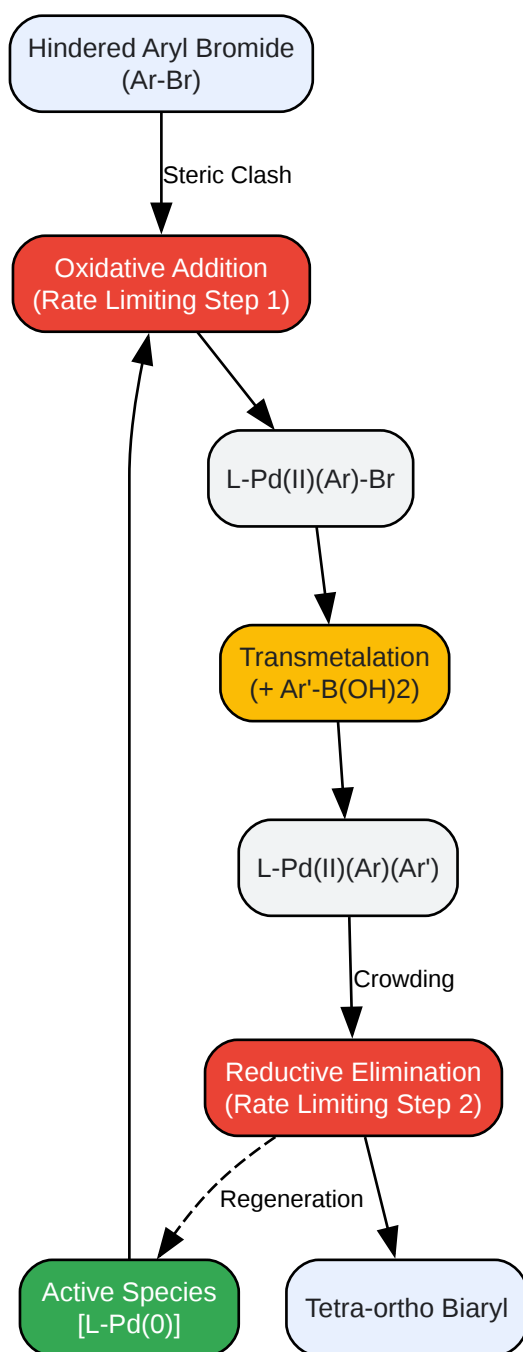 Hindered Aryl Bromide
(Ar-Br)
Steric Clash
Oxidative Addition
(Rate Limiting Step 1)
L-Pd(II)(Ar)-Br
Transmetalation
(+ Ar'-B(OH)2)
L-Pd(II)(Ar)(Ar')
Crowding
Reductive Elimination
(Rate Limiting Step 2)
Regeneration
Active Species
[L-Pd(0)]
Tetra-ortho Biaryl